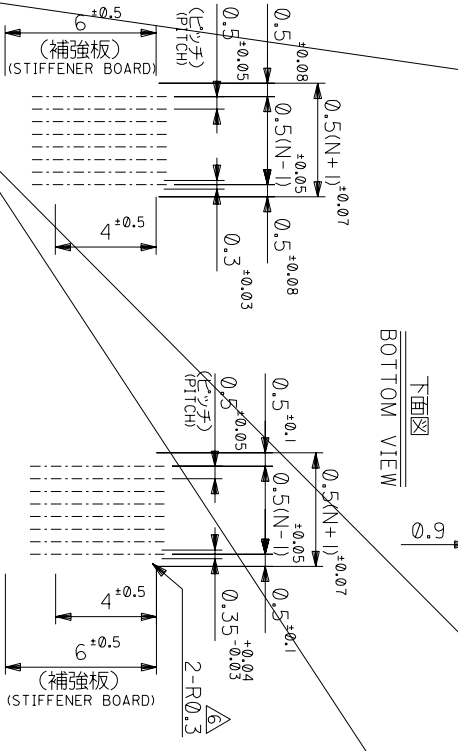 6 ±0.5
(補強板)
(STIFFENER BOARD)
4 ±0.5
(ピッチ)
(PITCH)
0.5 ±0.05
0.3 ±0.03
0.5 ±0.08
0.5(N-1) ±0.05
0.5 ±0.08
0.5(N+1) ±0.07
下面図
BOTTOM VIEW
0.9
(ピッチ)
(PITCH)
0.5 ±0.05
0.35 +0.04 -0.03
0.5 ±0.1
0.5(N-1) ±0.05
0.5 ±0.1
0.5(N+1) ±0.07
4 ±0.5
6 ±0.5
(補強板)
(STIFFENER BOARD)
2-R0.3
6